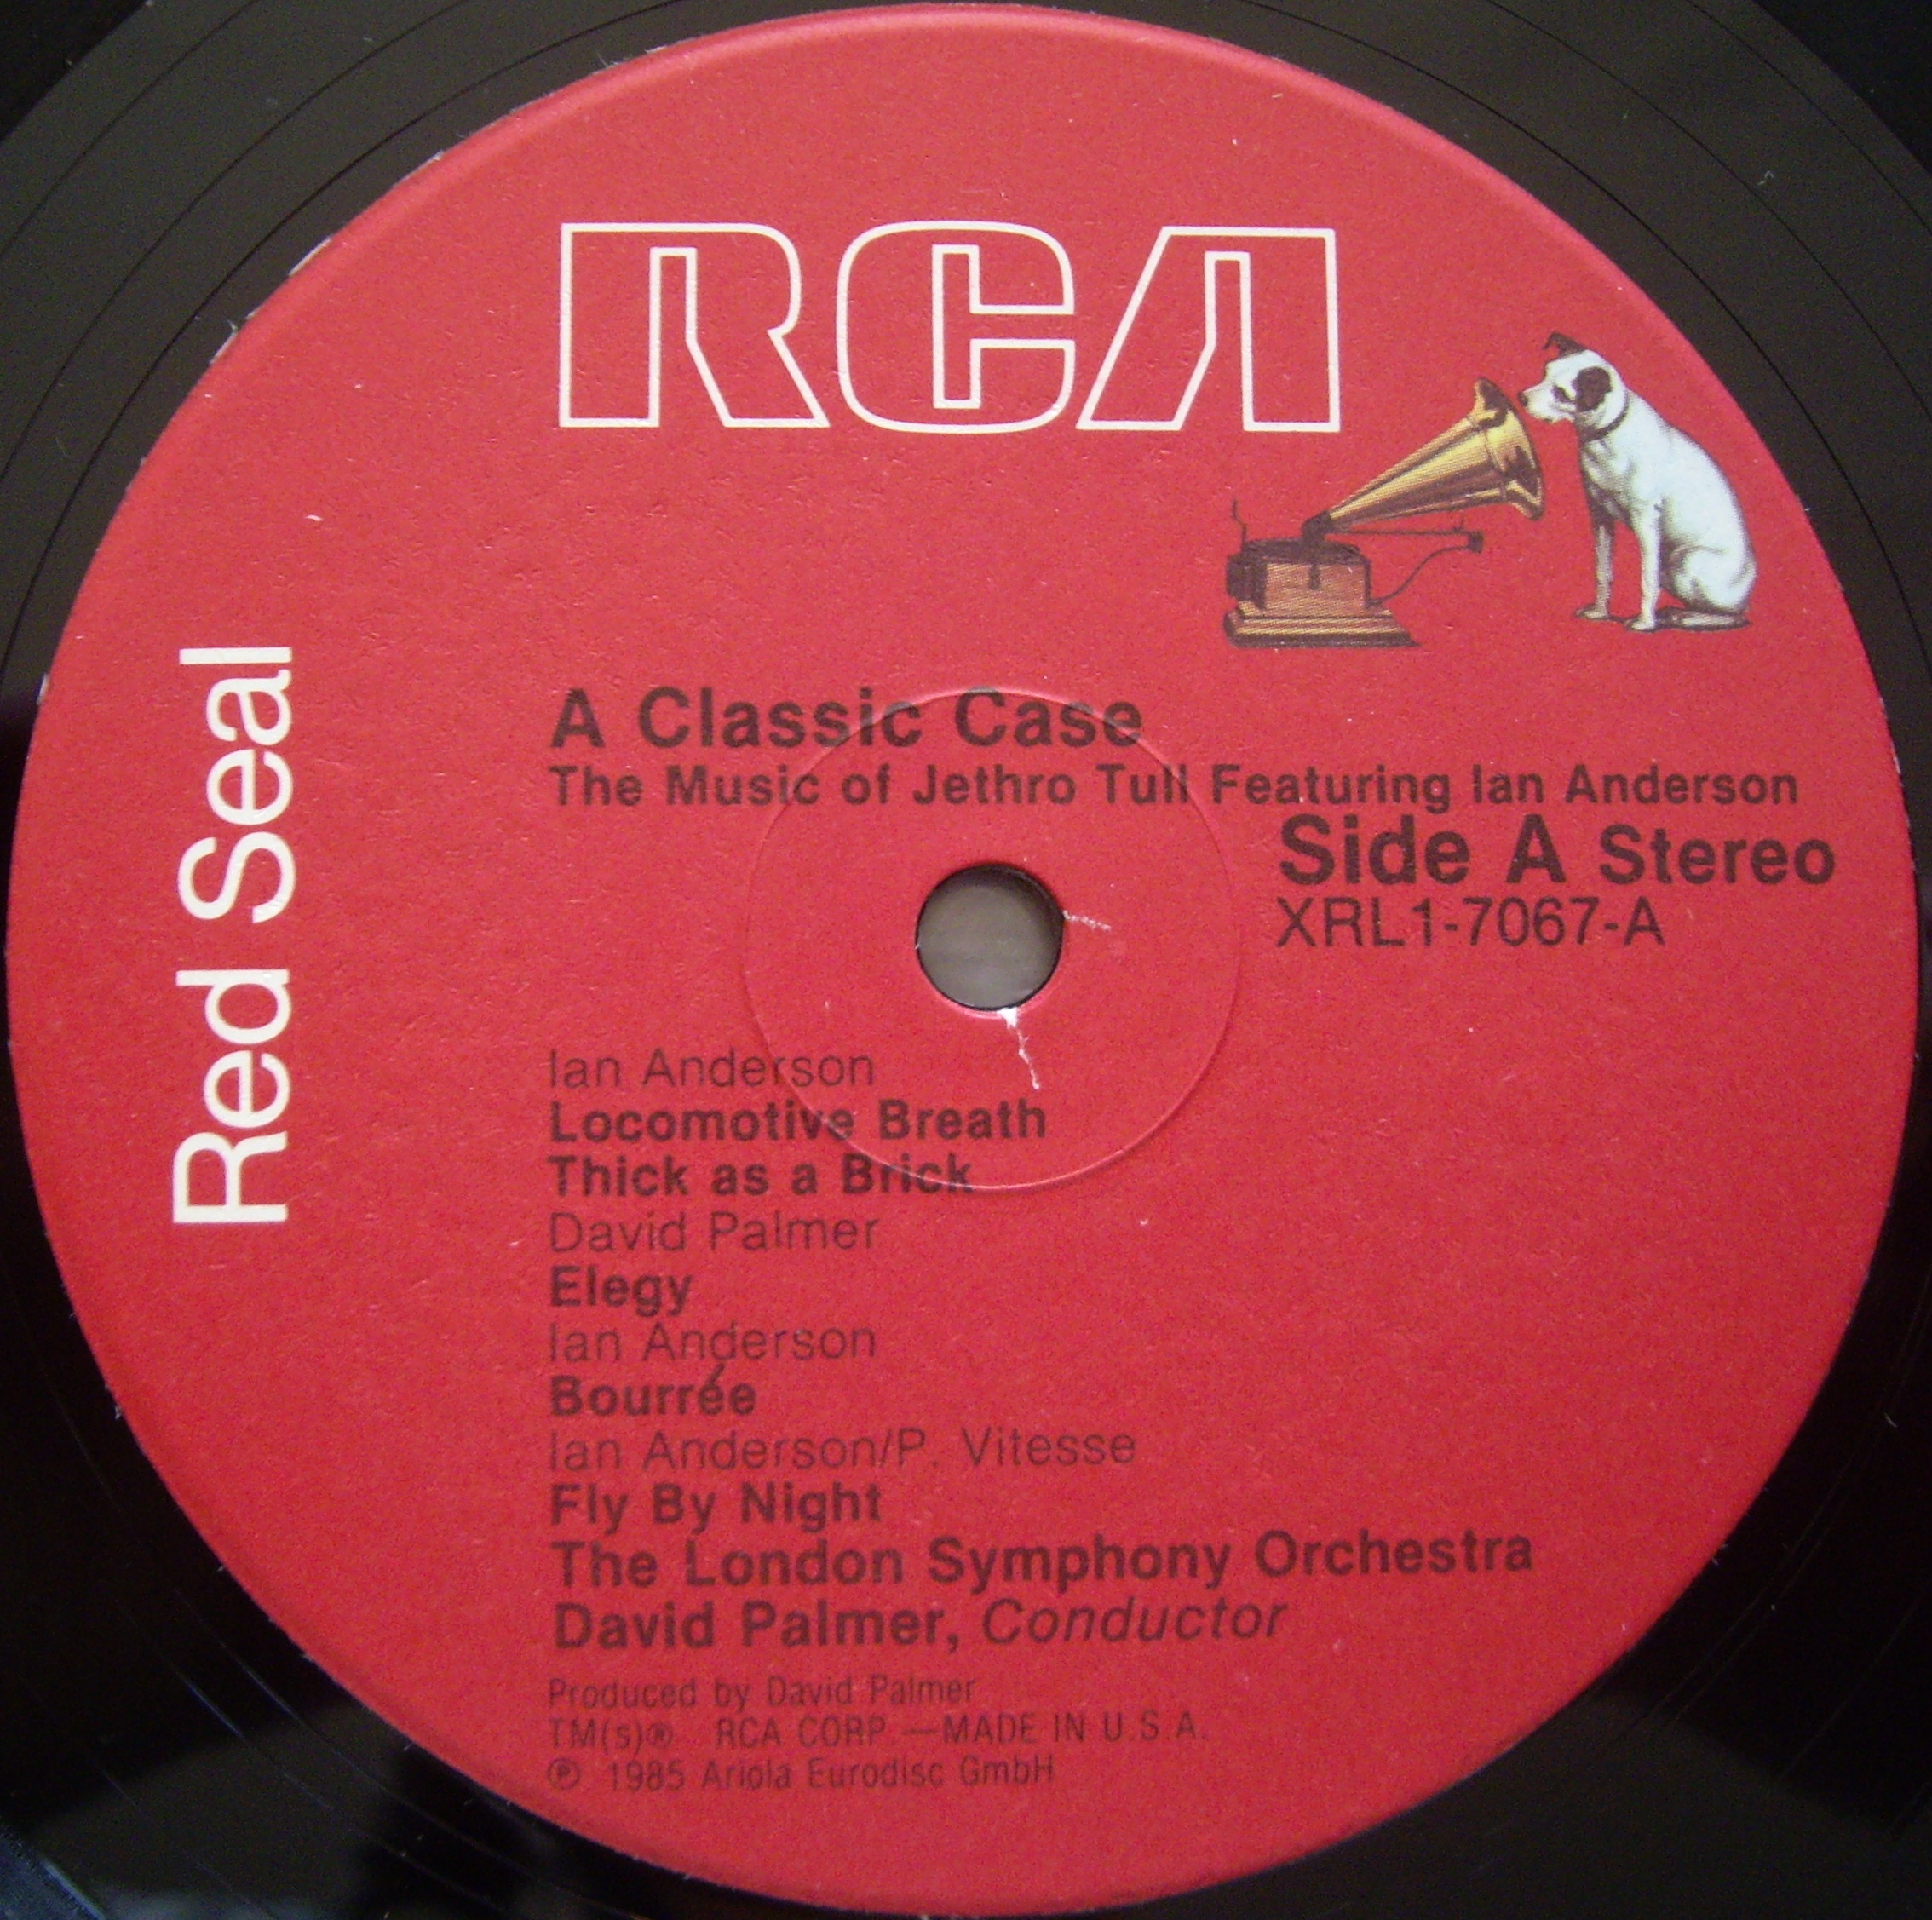 RCA
Red Seal
A Classic Case
The Music of Jethro Tull Featuring Ian Anderson
Side A Stereo
XRL1-7067-A
Ian Anderson
Locomotive Breath
Thick as a Brick
David Palmer
Elegy
Ian Anderson
Bourrée
Ian Anderson/P. Vitesse
Fly By Night
The London Symphony Orchestra
David Palmer, Conductor
Produced by David Palmer
TM(s)® RCA CORP.—MADE IN U.S.A.
℗ 1985 Ariola Eurodisc GmbH